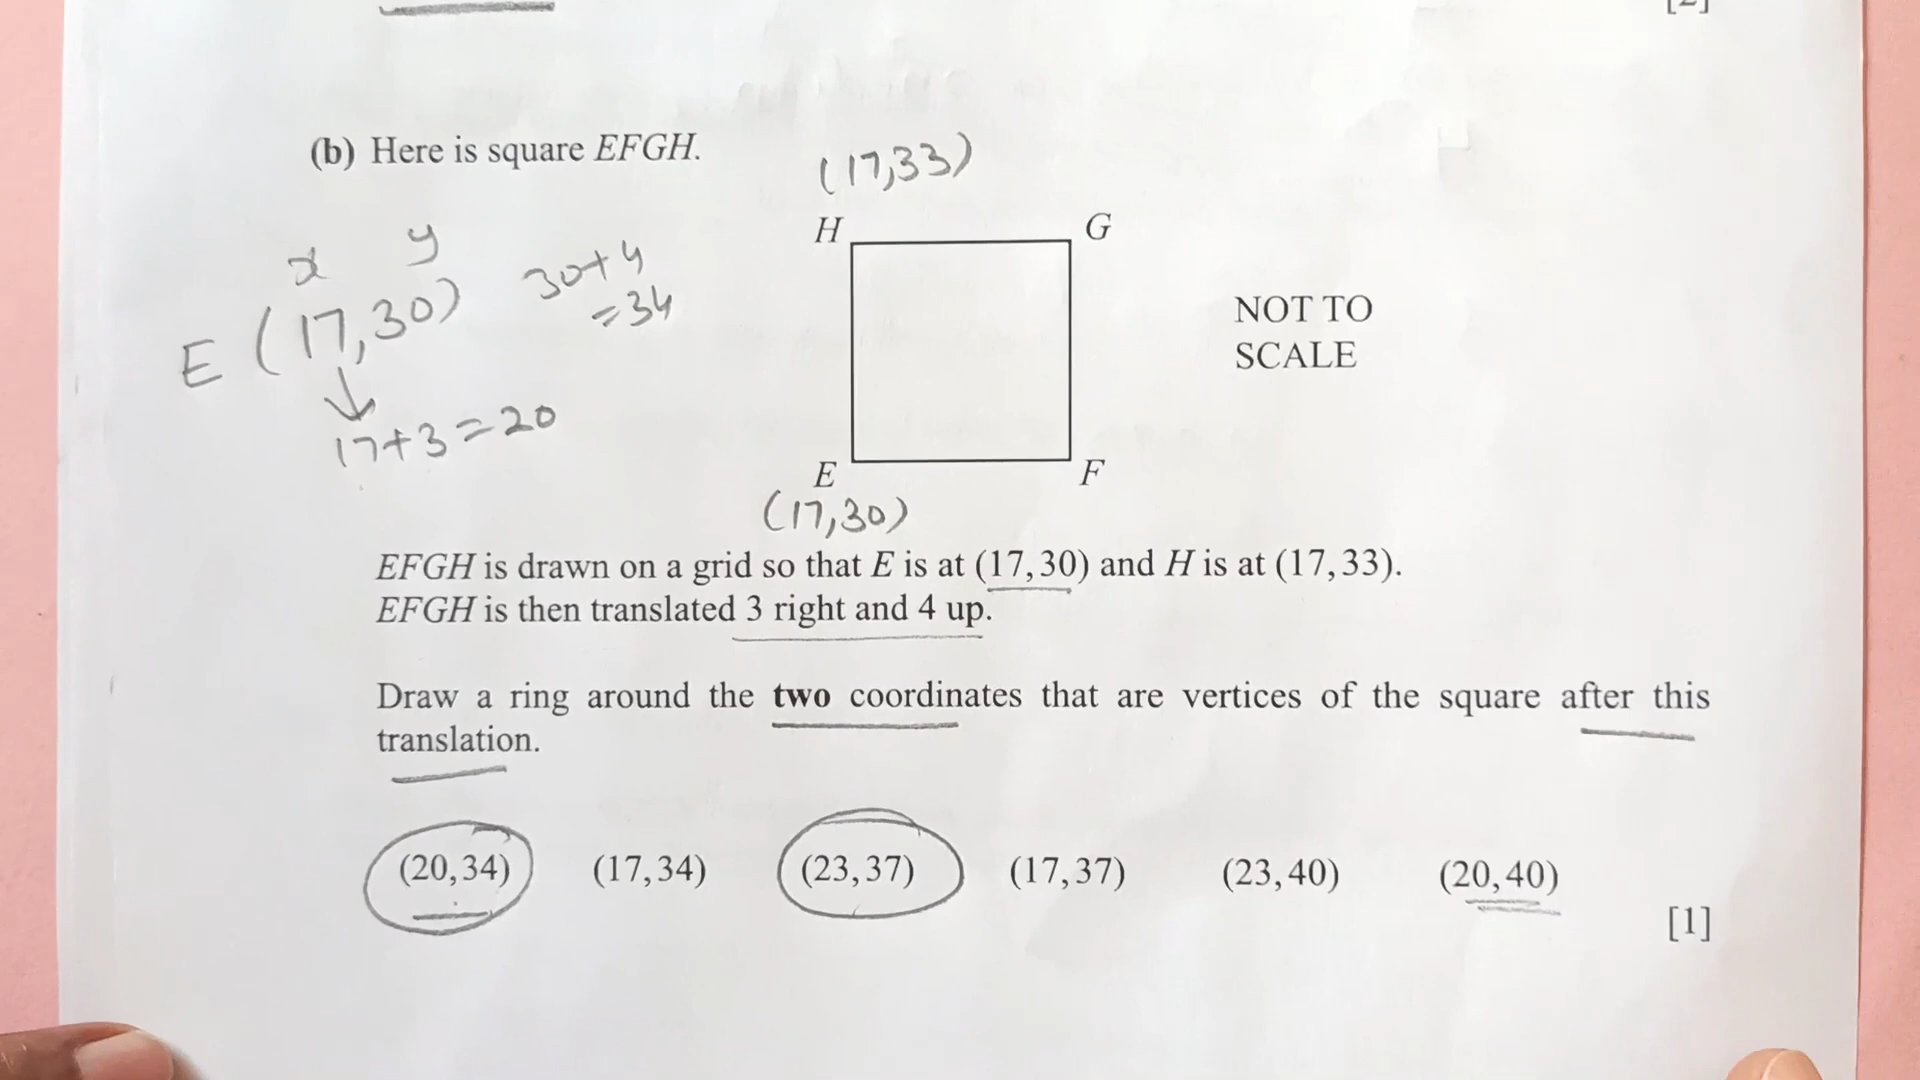 [2]
(b) Here is square EFGH.
(17,33)
H
G
x y
E (17,30)
30+4
=34
17+3=20
NOT TO
SCALE
E
F
(17,30)
EFGH is drawn on a grid so that E is at (17,30) and H is at (17,33).
EFGH is then translated 3 right and 4 up.
Draw a ring around the two coordinates that are vertices of the square after this
translation.
(20,34) (17,34) (23,37) (17,37) (23,40) (20,40)
[1]